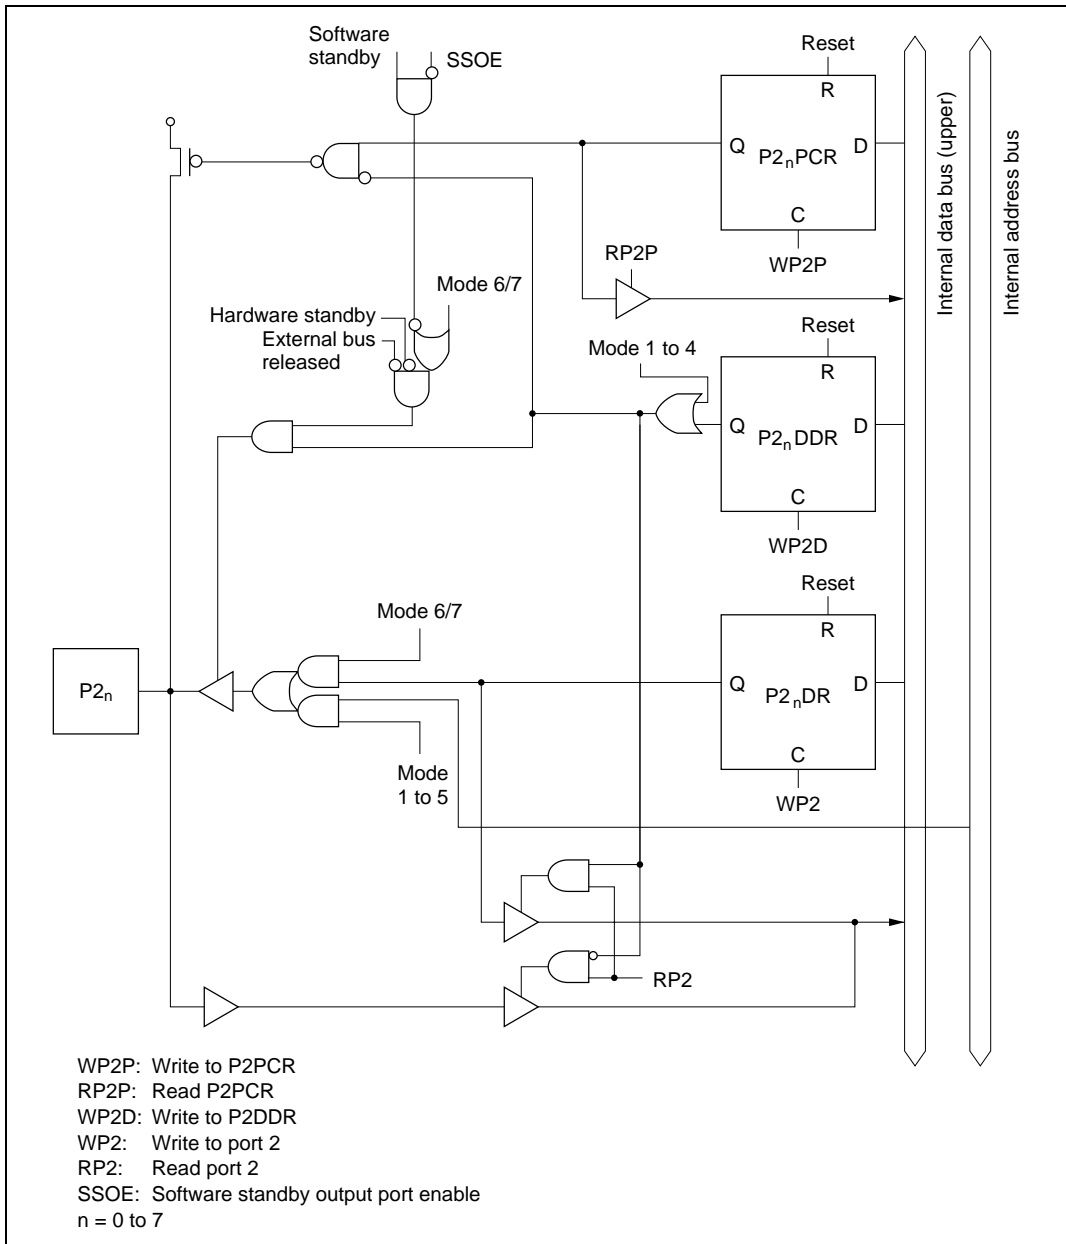 Software
standby
SSOE
Reset
R
Q
P2nPCR
D
C
WP2P
Internal data bus (upper)
Internal address bus
RP2P
Mode 6/7
Hardware standby
External bus
released
Mode 1 to 4
Reset
R
Q
P2nDDR
D
C
WP2D
Reset
R
Mode 6/7
P2n
Q
P2nDR
D
C
WP2
Mode
1 to 5
RP2
WP2P: Write to P2PCR
RP2P: Read P2PCR
WP2D: Write to P2DDR
WP2: Write to port 2
RP2: Read port 2
SSOE: Software standby output port enable
n = 0 to 7